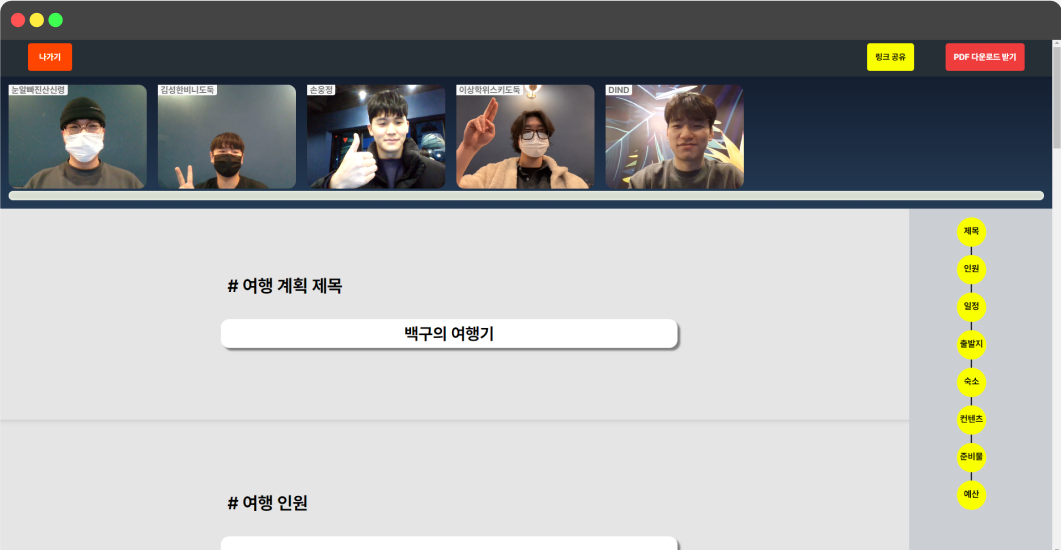 나가기
링크 공유
PDF 다운로드 받기
눈알빠진산신령
김성한비니도둑
손웅정
이상학위스키도둑
DIND
# 여행 계획 제목
백구의 여행기
# 여행 인원
제목
인원
일정
출발지
숙소
컨텐츠
준비물
예산